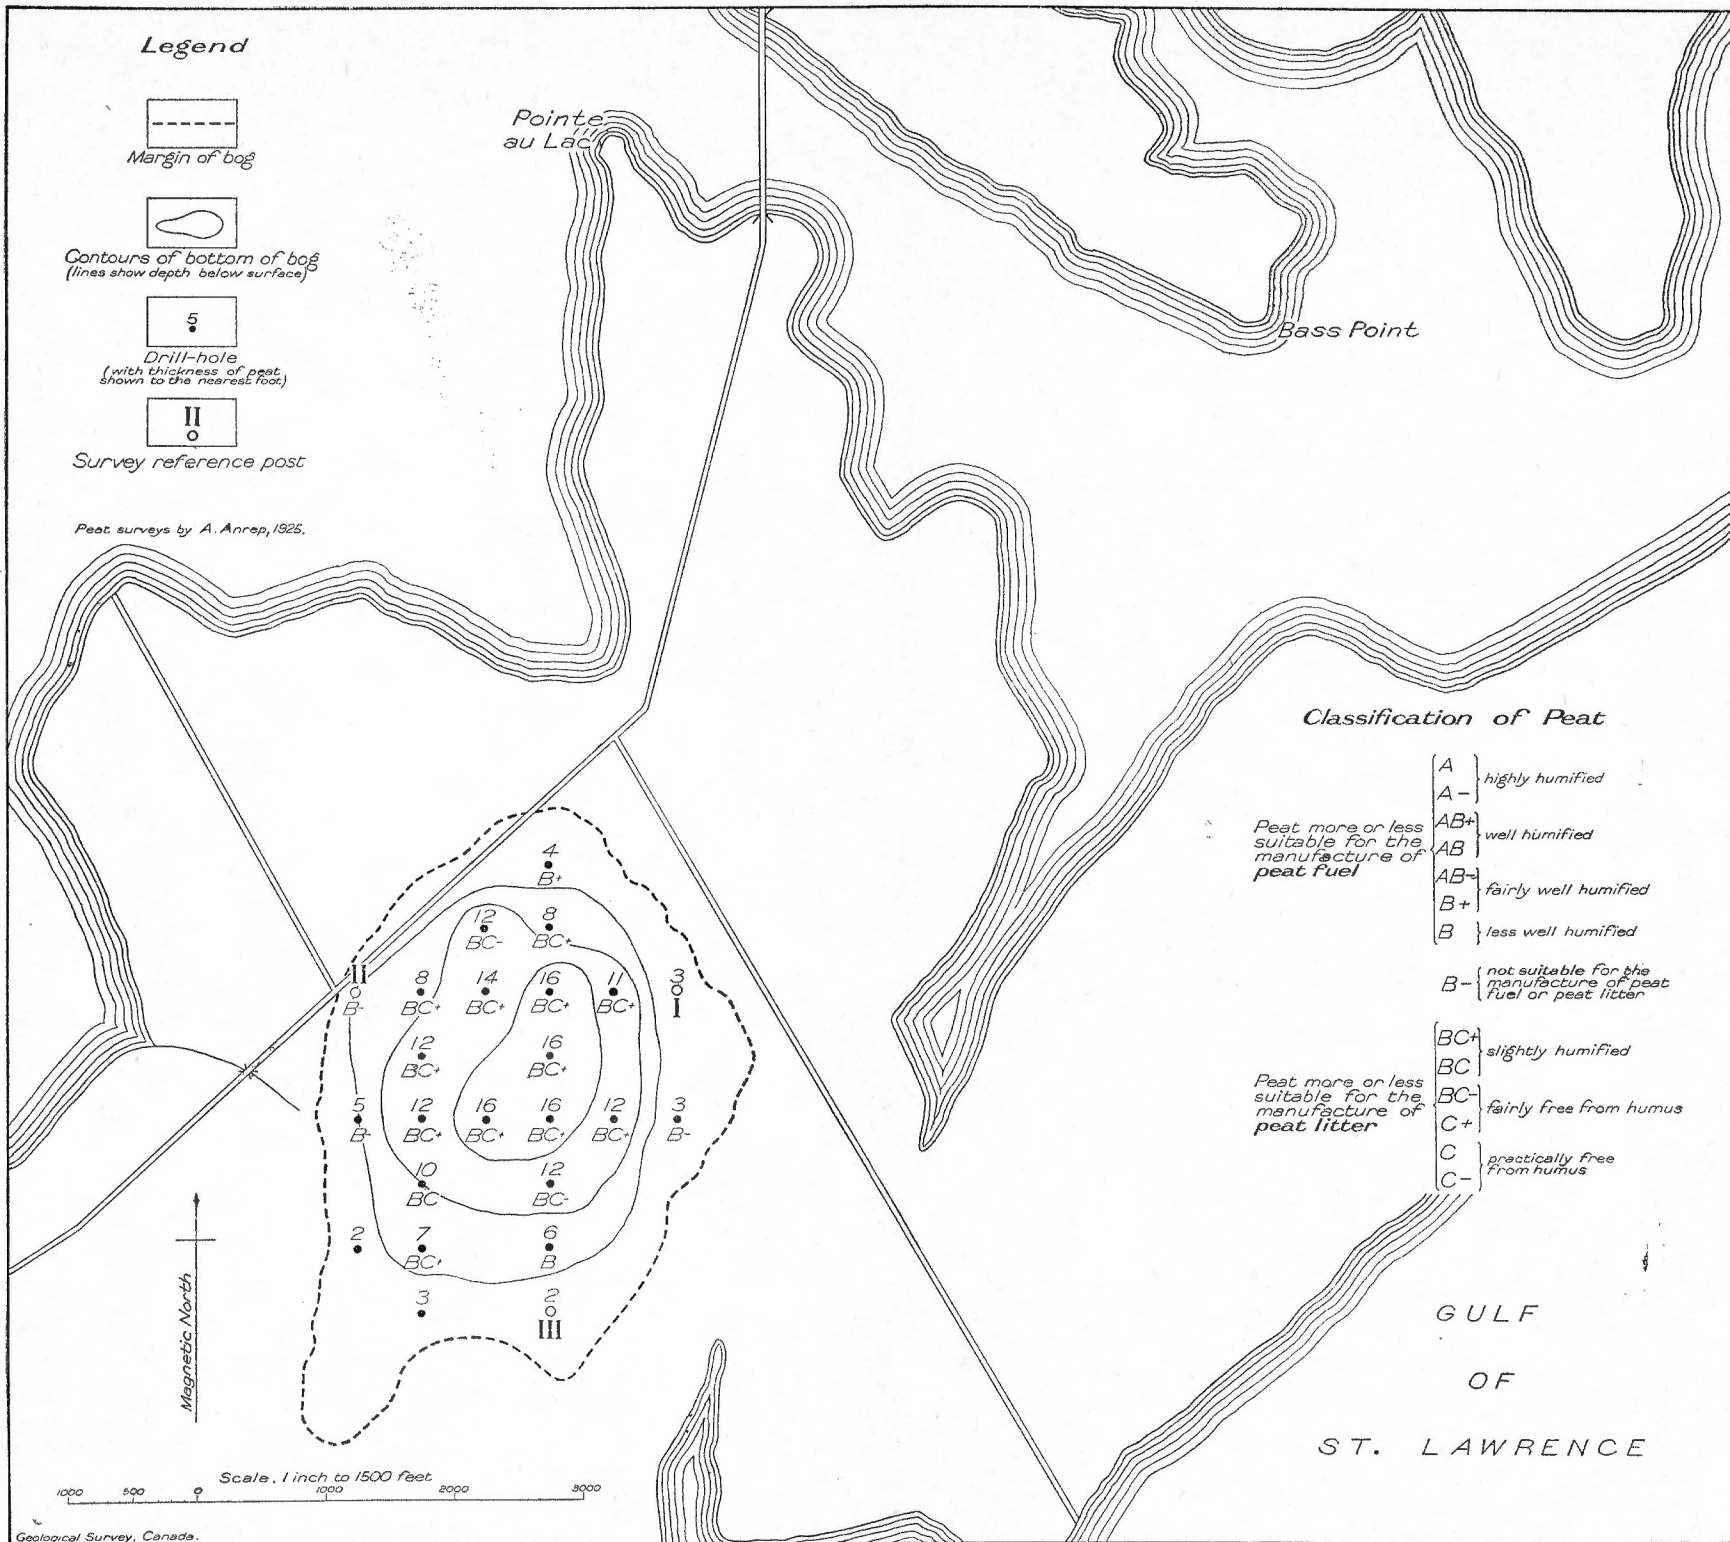 Legend
Margin of bog
Contours of bottom of bog
(lines show depth below surface)
5
Drill-hole
(with thickness of peat
shown to the nearest foot)
II
Survey reference post
Peat surveys by A. Anrep, 1925.
Pointe
au Lac
Bass Point
Classification of Peat
Peat more or less
suitable for the
manufacture of
peat fuel
A
A-
highly humified
AB+
AB
well humified
AB-
B+
fairly well humified
B
less well humified
B-
not suitable for the
manufacture of peat
fuel or peat litter
Peat more or less
suitable for the
manufacture of
peat litter
BC+
BC
slightly humified
BC-
C+
fairly free from humus
C
C-
practically free
from humus
4
B+
12 8
BC- BC+
II 8 14 16 11 3
B- BC+ BC+ BC+ BC+ I
12 16
BC+ BC+
5 12 16 16 12 3
B- BC+ BC+ BC+ BC+ B-
10 12
BC BC-
2 7 6
BC+ B
3 2
III
Magnetic North
GULF
OF
ST. LAWRENCE
Scale, 1 inch to 1500 feet
1000 500 0 1000 2000 3000
Geological Survey, Canada.